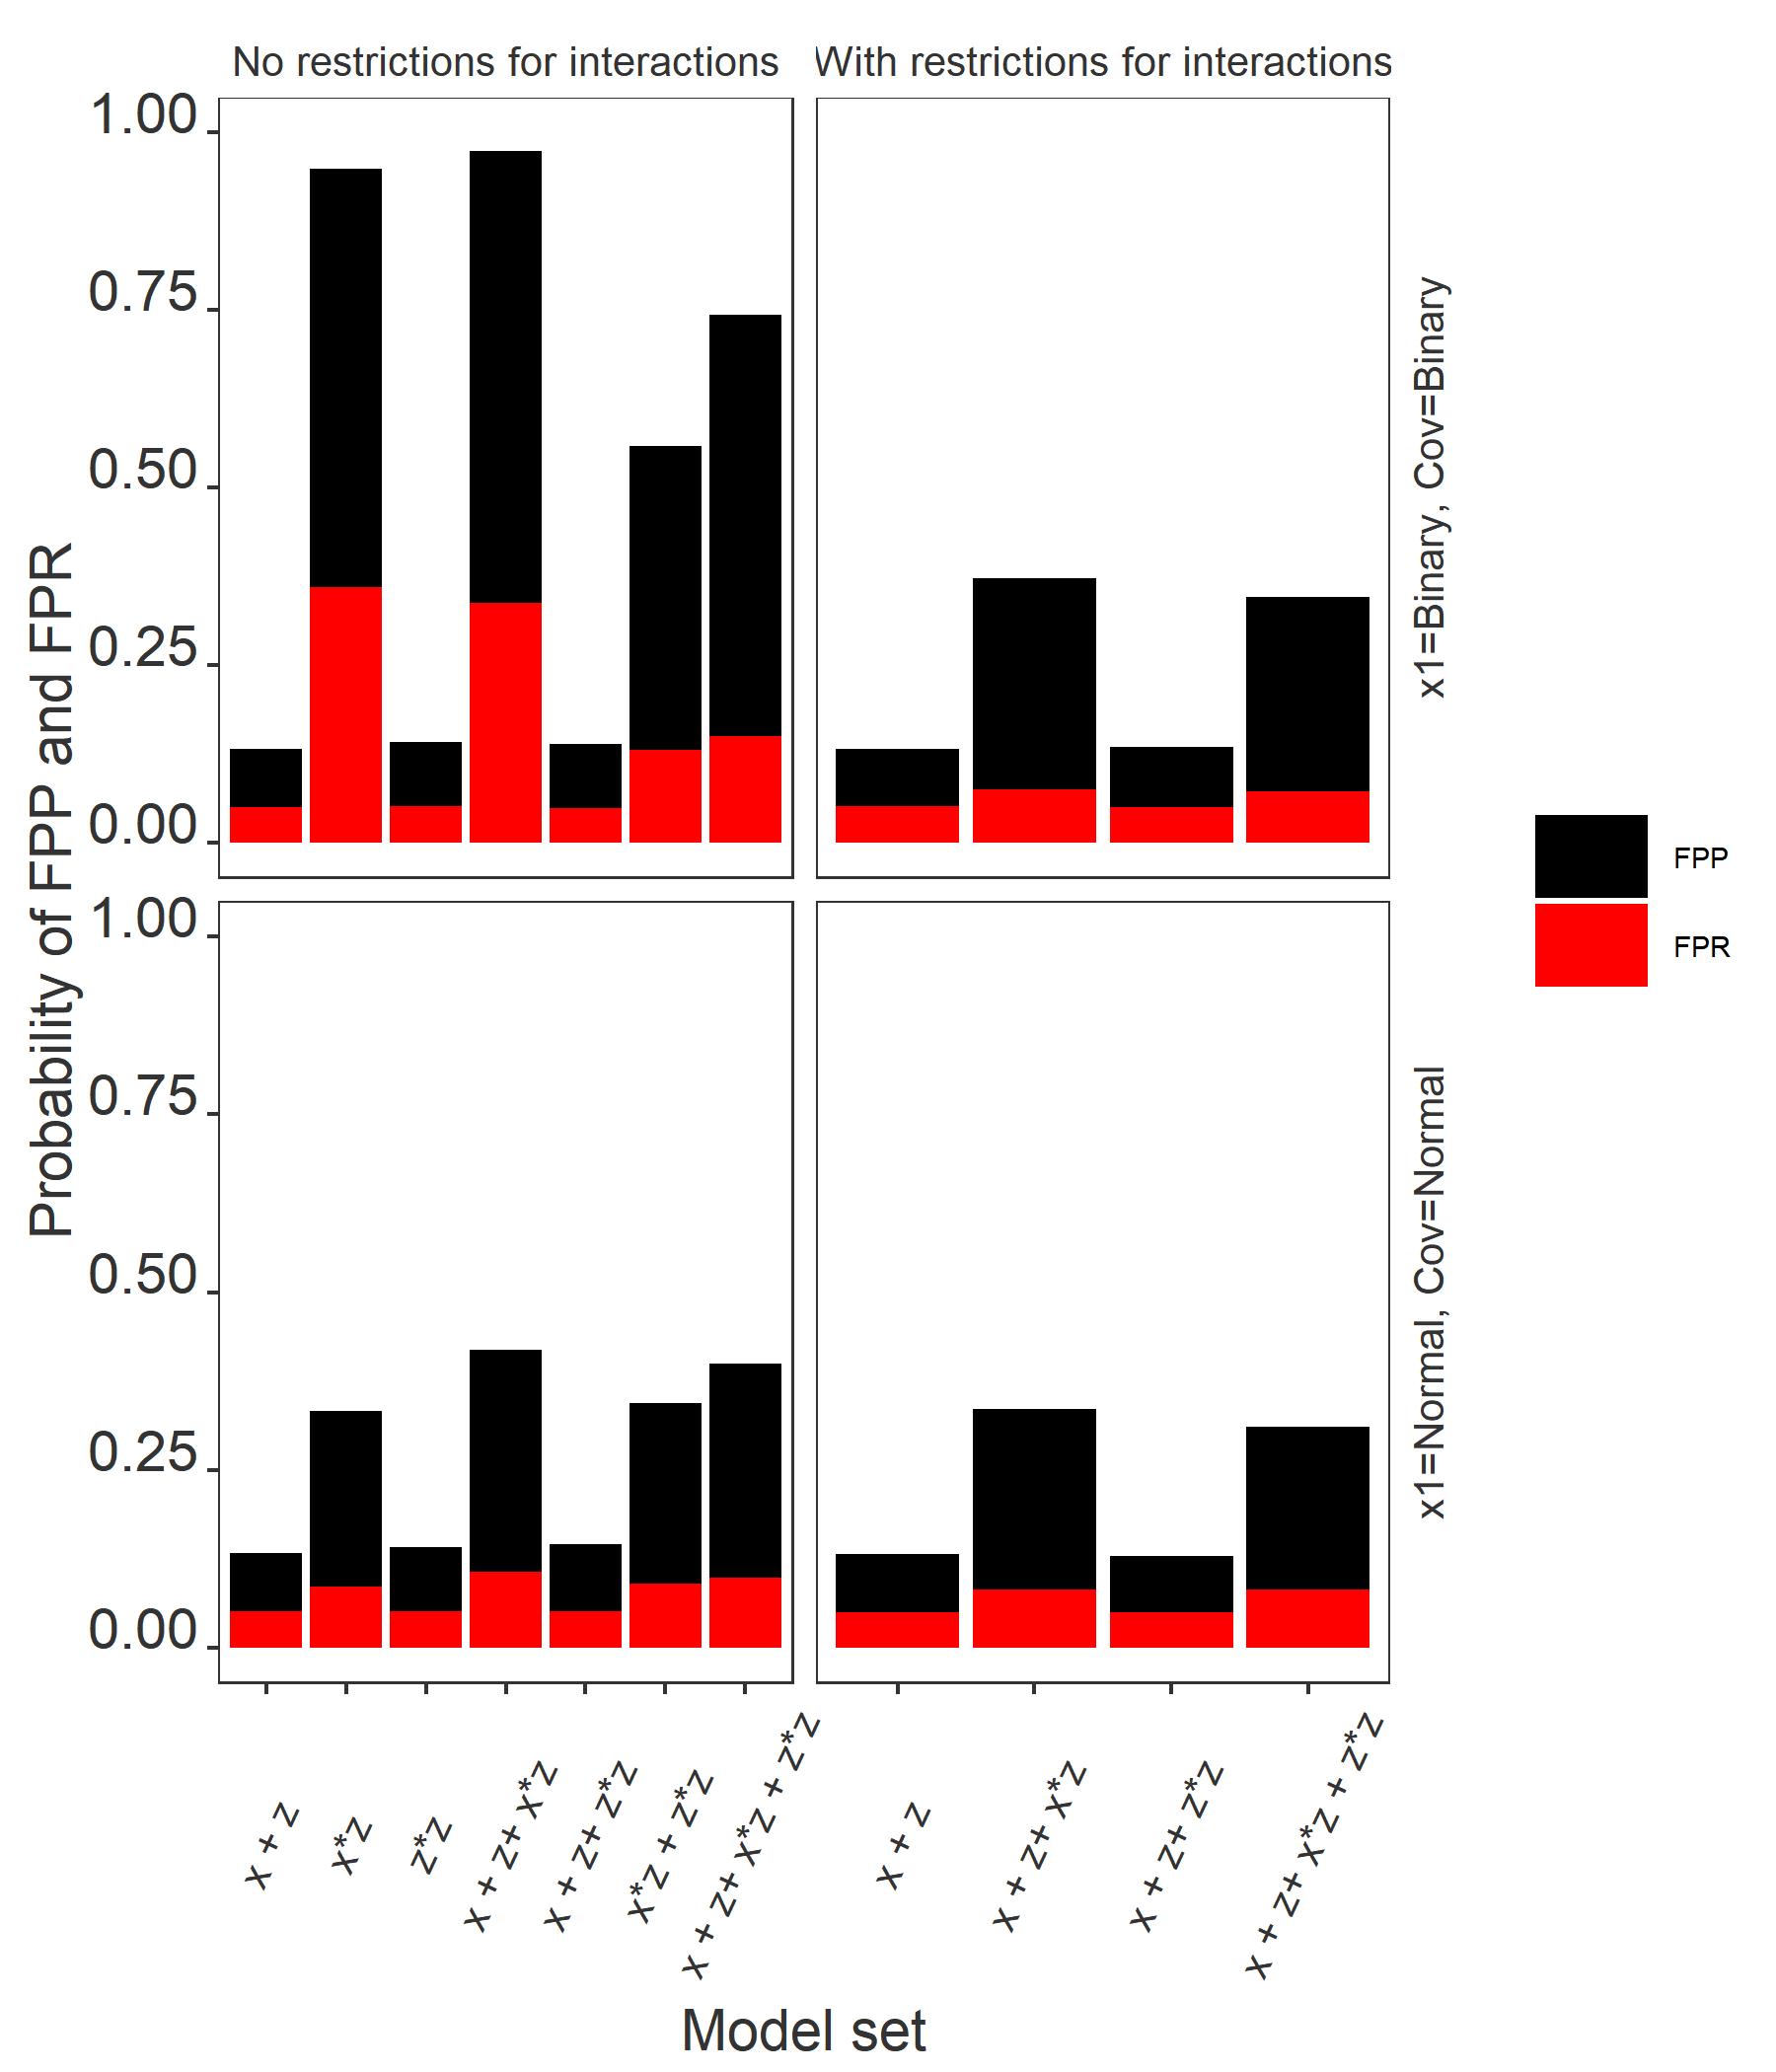 No restrictions for interactions
With restrictions for interactions
Probability of FPP and FPR
1.00
0.75
0.50
0.25
0.00
x1=Binary, Cov=Binary
1.00
0.75
0.50
0.25
0.00
x1=Normal, Cov=Normal
FPP
FPR
x + z
x*z
z*z
x + z+ x*z
x + z+ z*z
x*z + z*z
x + z+ x*z + z*z
x + z
x + z+ x*z
x + z+ z*z
x + z+ x*z + z*z
Model set